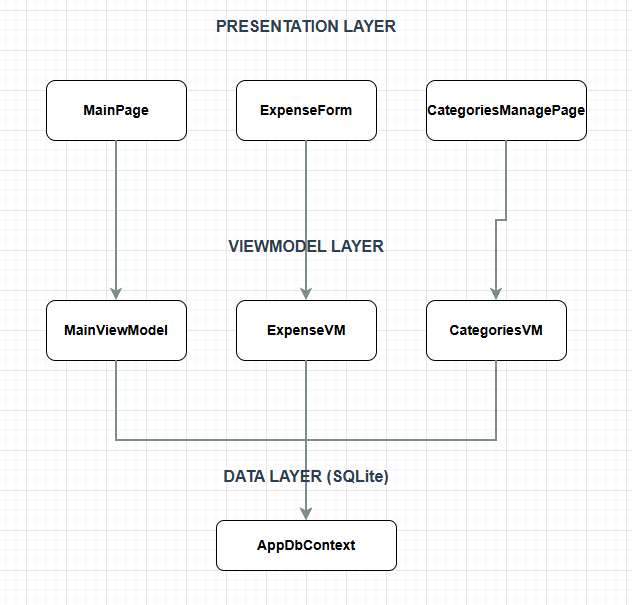 PRESENTATION LAYER
MainPage
ExpenseForm
CategoriesManagePage
VIEWMODEL LAYER
MainViewModel
ExpenseVM
CategoriesVM
DATA LAYER (SQLite)
AppDbContext